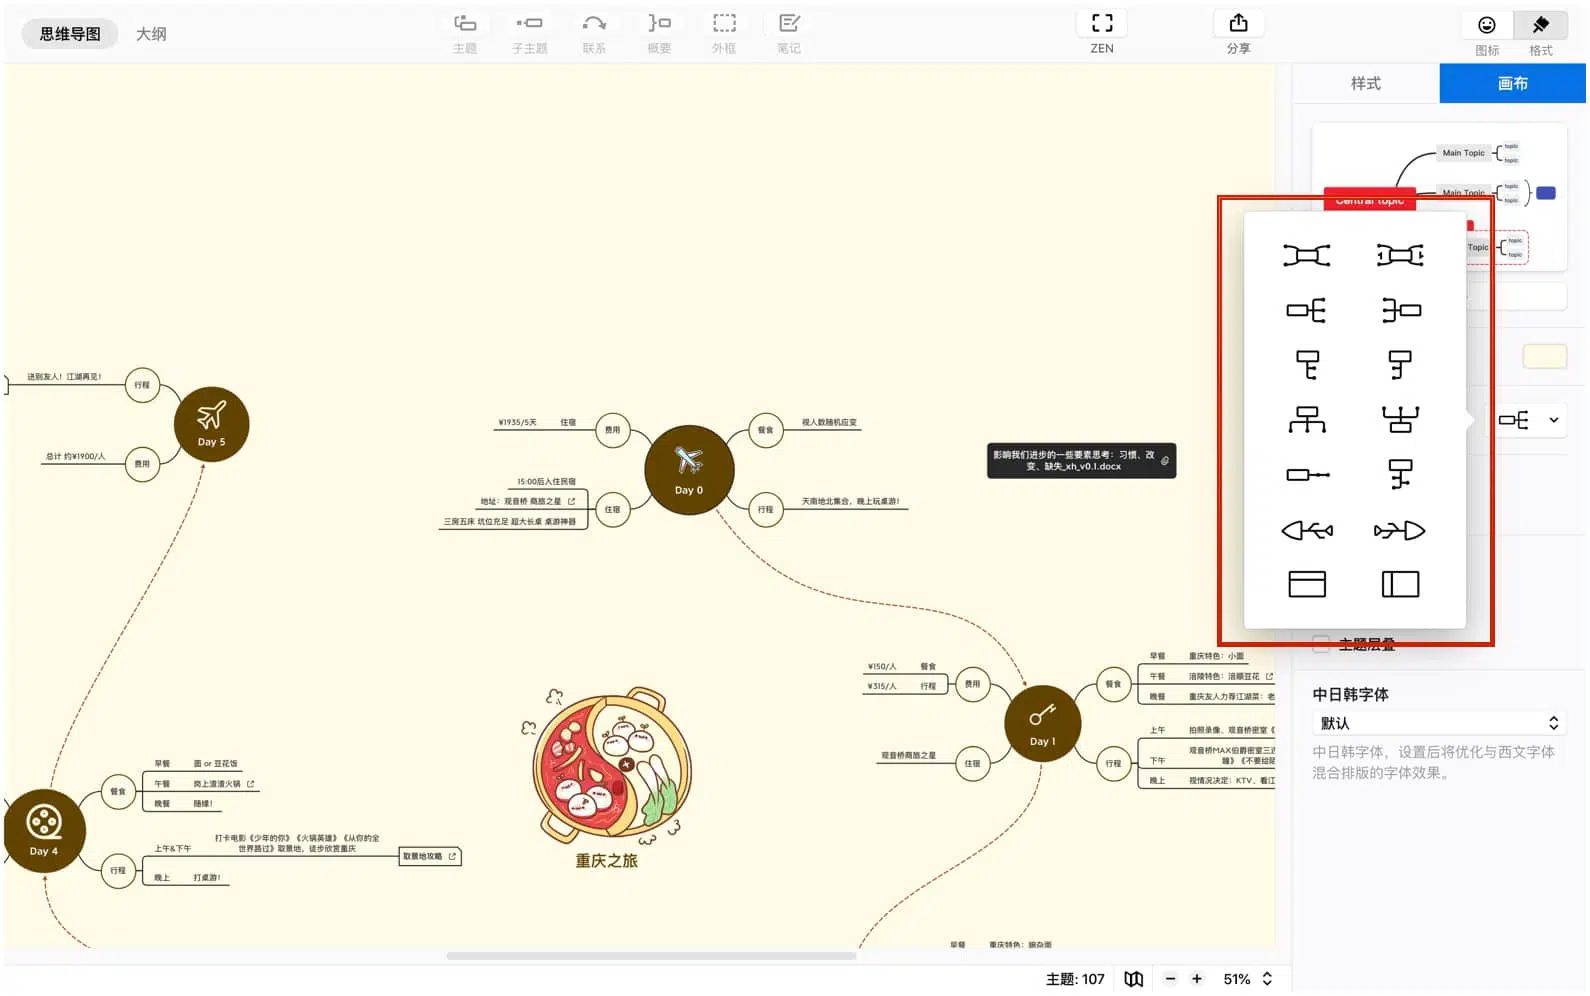 思维导图
大纲
主题
子主题
联系
概要
外框
笔记
ZEN
分享
图标
格式
样式
画布
Main Topic
topic
topic
Main Topic
topic
topic
Central topic
Topic
topic
topic
主题层叠
中日韩字体
默认
中日韩字体，设置后将优化与西文字体
混合排版的字体效果。
送别友人！江湖再见！
行程
Day 5
总计 约¥1900/人
费用
¥1935/5天
住宿
费用
15:00后入住民宿
地址：观音桥 商旅之星
三房五床 坑位充足 超大长桌 桌游神器
住宿
Day 0
餐食
视人数随机应变
行程
天南地北集合，晚上玩桌游！
影响我们进步的一些要素思考：习惯、改
变、缺失_xh_v0.1.docx
¥150/人
餐食
¥315/人
行程
费用
观音桥商旅之星
住宿
Day 1
餐食
早餐
重庆特色：小面
午餐
涪陵特色：涪顺豆花
晚餐
重庆友人力荐江湖菜：老
行程
上午
拍照录像、观音桥密室《
下午
观音桥MAX伯爵密室三
醒》《不要给陌
晚上
视情况决定：KTV、看江
重庆之旅
Day 4
餐食
早餐
面 or 豆花饭
午餐
岗上渣渣火锅
晚餐
随缘！
行程
上午&下午
打卡电影《少年的你》《火锅英雄》《从你的全
世界路过》取景地，徒步欣赏重庆
取景地攻略
晚上
打桌游！
早餐
主题: 107
51%